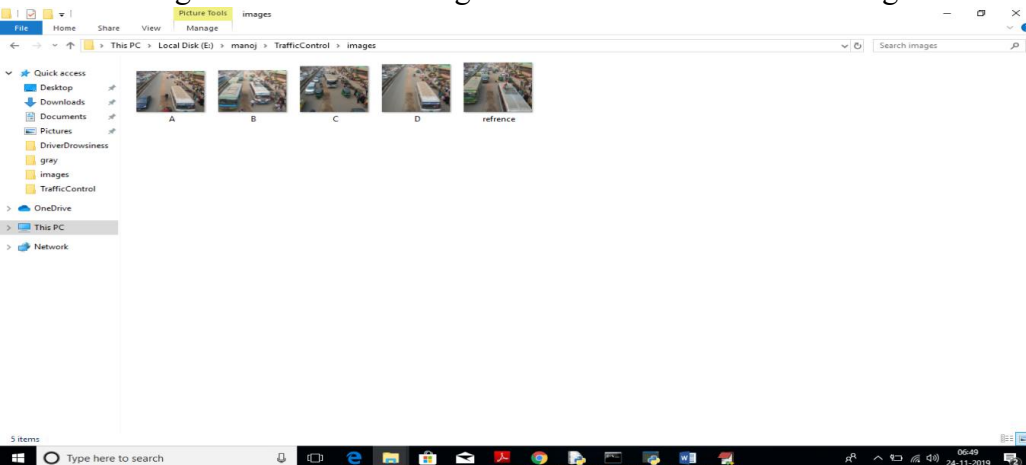 Picture Tools images
File Home Share View Manage
This PC > Local Disk (E:) > manoj > TrafficControl > images
Search images
Quick access
Desktop
Downloads
Documents
Pictures
DriverDrowsiness
gray
images
TrafficControl
OneDrive
This PC
Network
A B C D refrence
5 items
Type here to search
06:49
24-11-2019